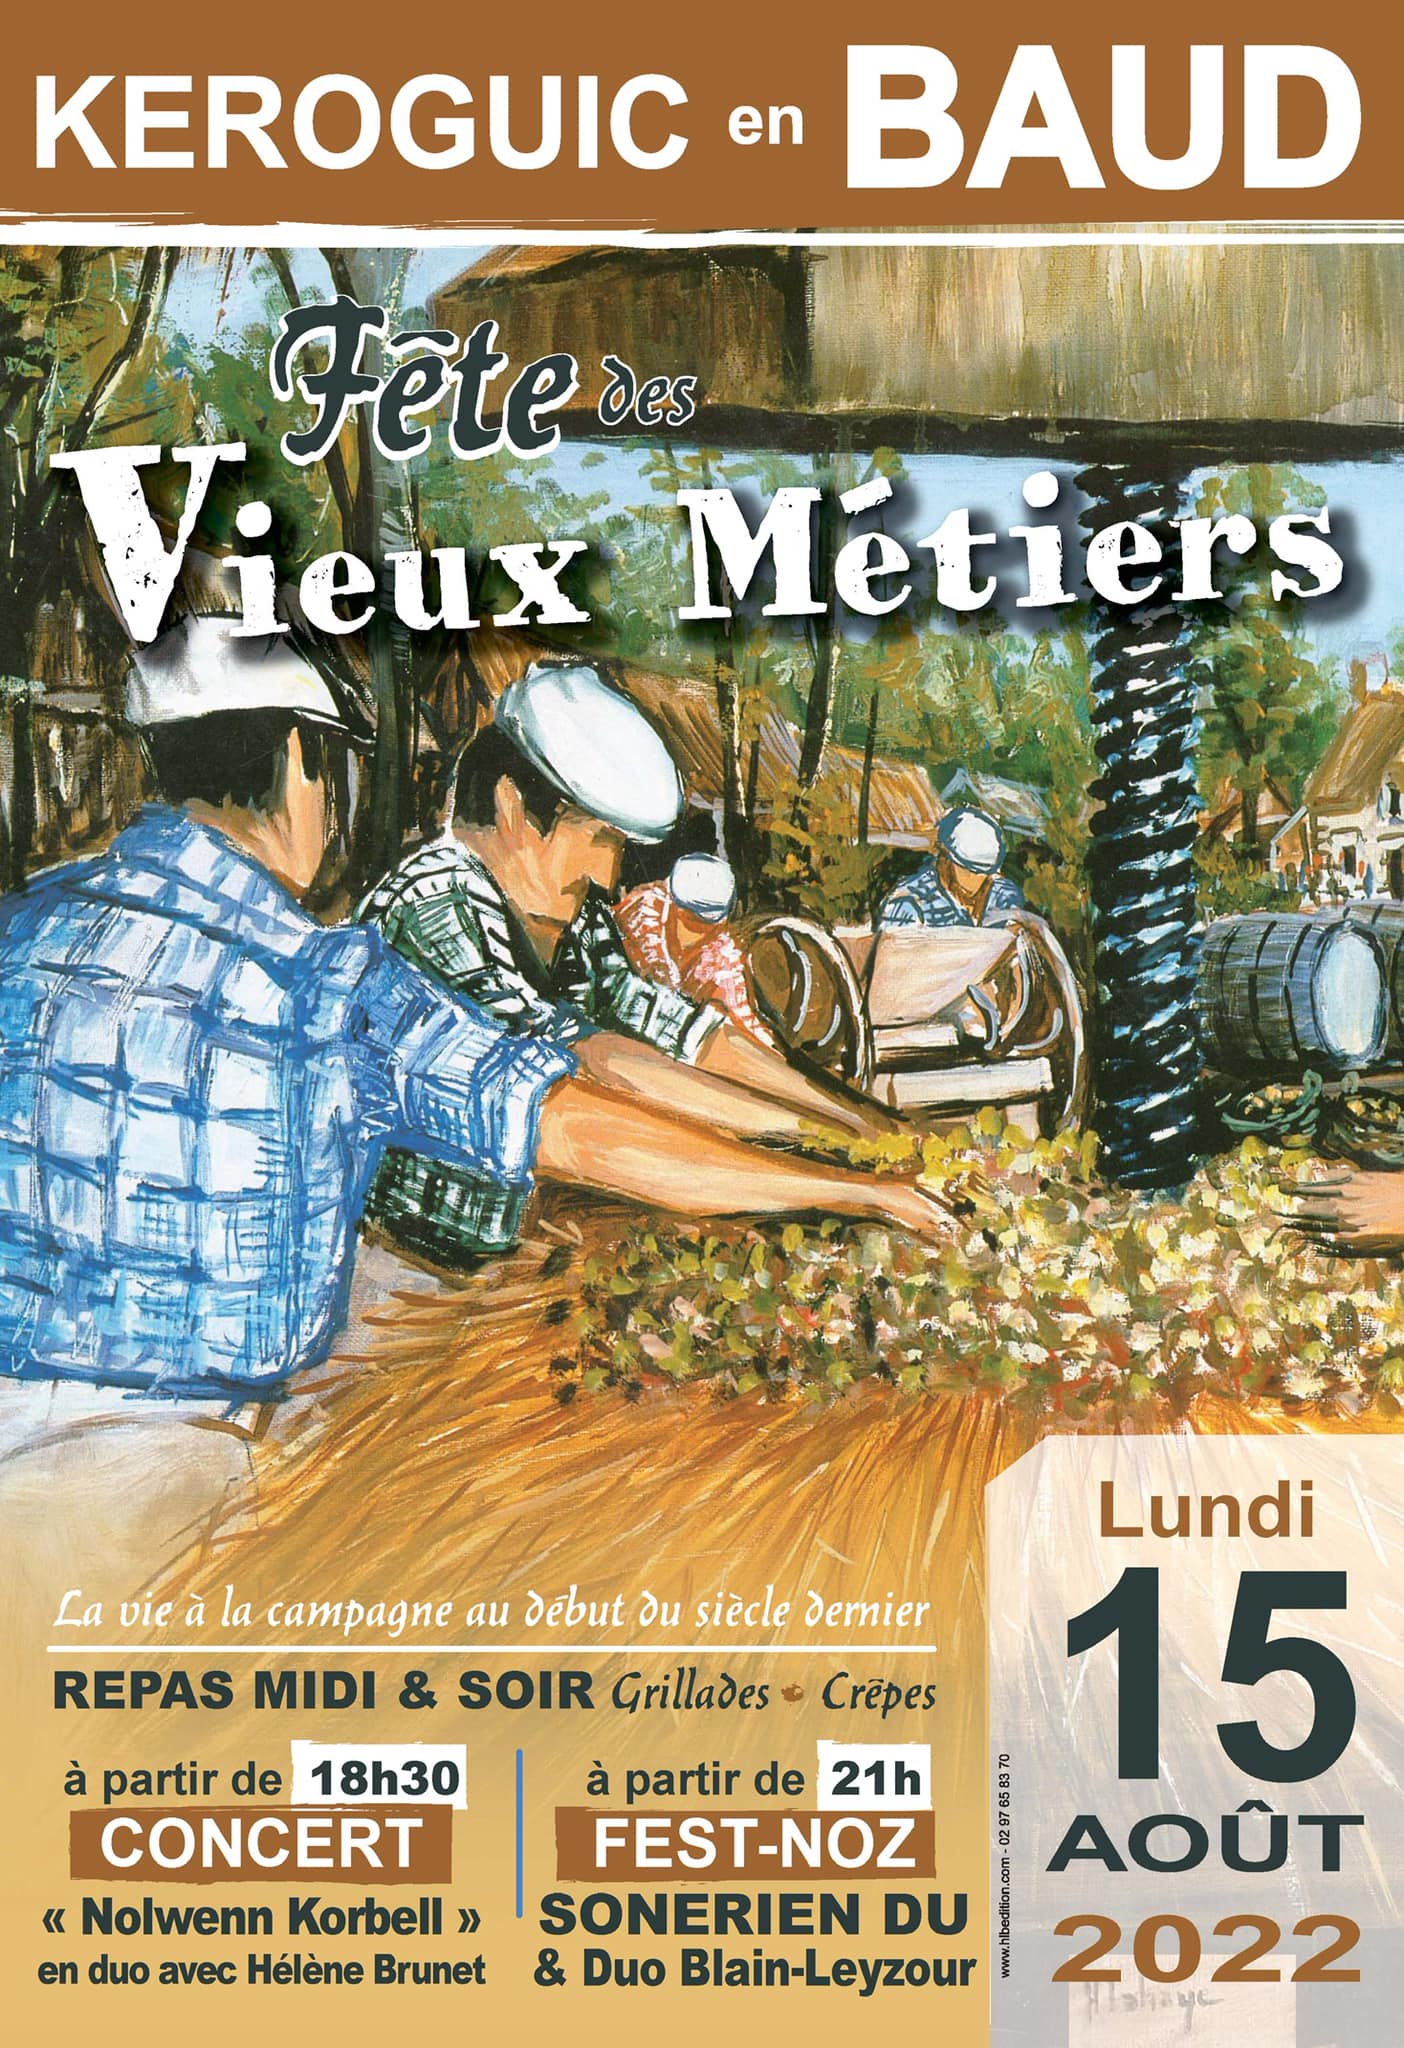 KEROGUIC en BAUD
Fête des
Vieux Métiers
La vie à la campagne au début du siècle dernier
REPAS MIDI & SOIR Grillades Crêpes
à partir de 18h30
CONCERT
« Nolwenn Korbell »
en duo avec Hélène Brunet
à partir de 21h
FEST-NOZ
SONERIEN DU
& Duo Blain-Leyzour
www.hlbedition.com - 02 97 65 83 70
Lundi
15
AOÛT
2022